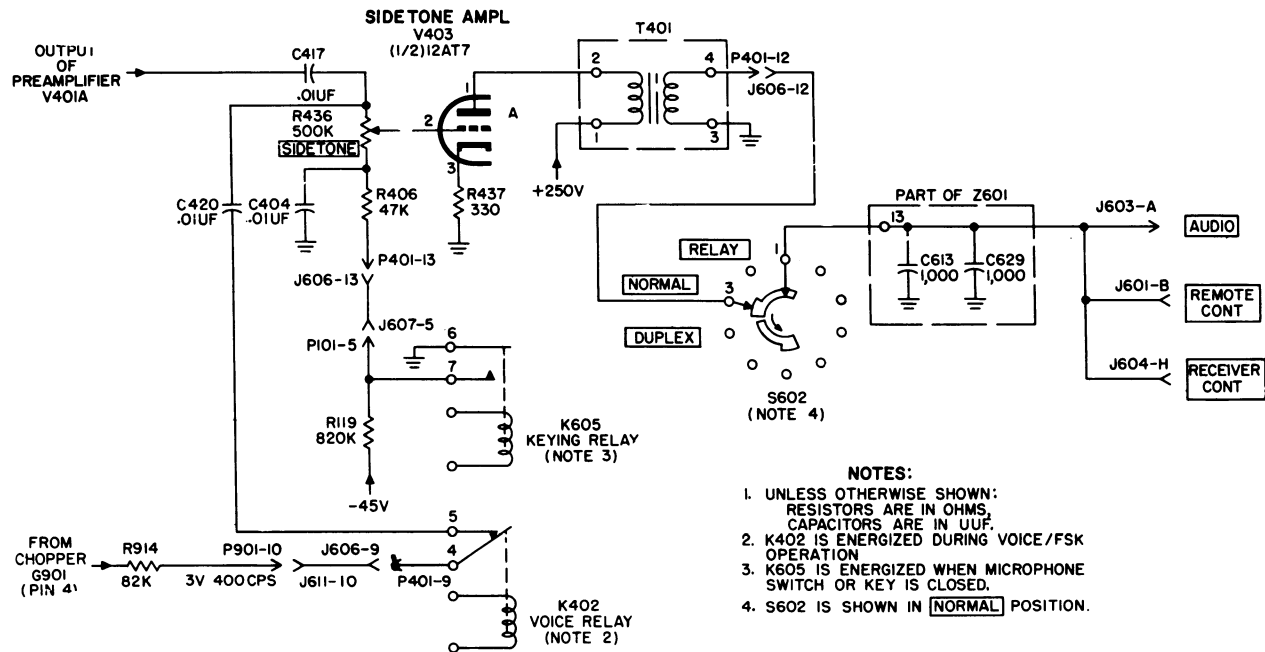 SIDETONE AMPL
V403
(1/2)12AT7
OUTPUT
OF
PREAMPLIFIER
V401A
C417
.01UF
R436
500K
SIDETONE
1
2
3
A
C420
.01UF
C404
.01UF
R406
47K
R437
330
T401
2
1
4
3
+250V
P401-12
J606-12
P401-13
J606-13
J607-5
P101-5
6
7
R119
820K
-45V
K605
KEYING RELAY
(NOTE 3)
PART OF Z601
13
C613
1,000
C629
1,000
J603-A
AUDIO
J601-B
REMOTE
CONT
J604-H
RECEIVER
CONT
RELAY
1
NORMAL
3
DUPLEX
S602
(NOTE 4)
FROM
CHOPPER
G901
(PIN 4)
R914
82K
P901-10
3V 400CPS
J611-10
J606-9
P401-9
5
4
K402
VOICE RELAY
(NOTE 2)
NOTES:
1. UNLESS OTHERWISE SHOWN:
RESISTORS ARE IN OHMS,
CAPACITORS ARE IN UUF.
2. K402 IS ENERGIZED DURING VOICE/FSK
OPERATION
3. K605 IS ENERGIZED WHEN MICROPHONE
SWITCH OR KEY IS CLOSED.
4. S602 IS SHOWN IN NORMAL POSITION.